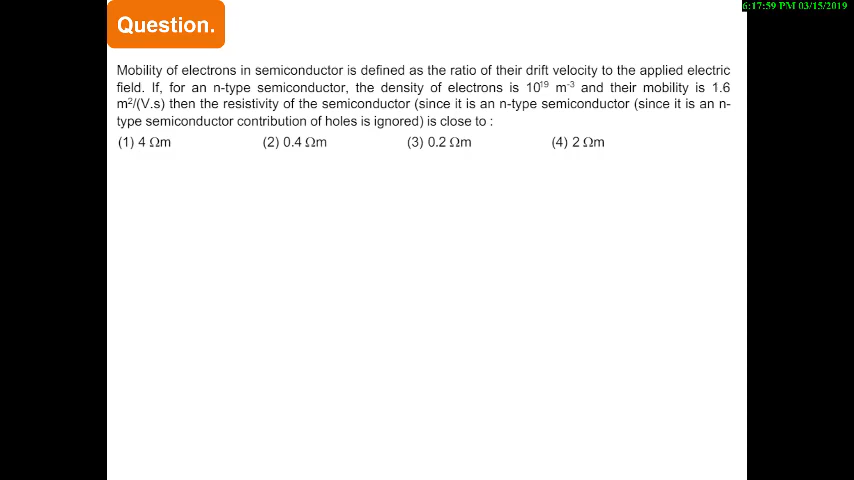 6:17:59 PM 03/15/2019
Question.
Mobility of electrons in semiconductor is defined as the ratio of their drift velocity to the applied electric
field. If, for an n-type semiconductor, the density of electrons is 10¹⁹ m⁻³ and their mobility is 1.6
m²/(V.s) then the resistivity of the semiconductor (since it is an n-type semiconductor (since it is an n-
type semiconductor contribution of holes is ignored) is close to :
(1) 4 Ωm (2) 0.4 Ωm (3) 0.2 Ωm (4) 2 Ωm